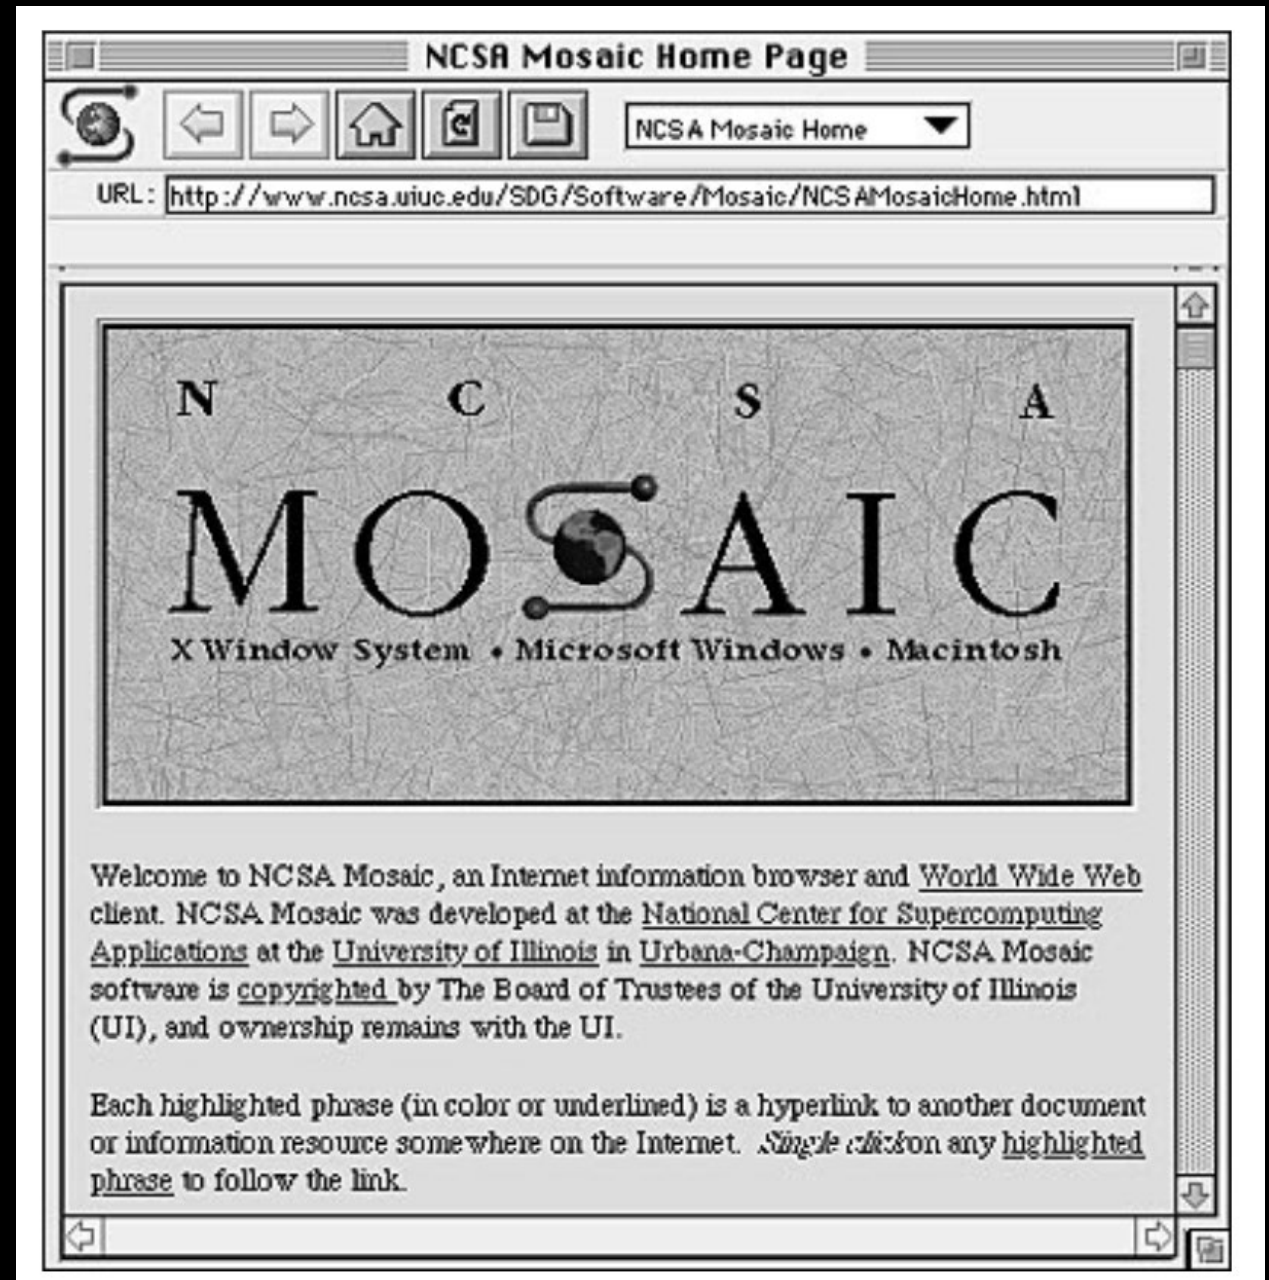 NCSA Mosaic Home Page
NCSA Mosaic Home
URL: http://www.ncsa.uiuc.edu/SDG/Software/Mosaic/NCSAMosaicHome.html
N C S A
MOSAIC
X Window System • Microsoft Windows • Macintosh
Welcome to NCSA Mosaic, an Internet information browser and World Wide Web
client. NCSA Mosaic was developed at the National Center for Supercomputing
Applications at the University of Illinois in Urbana-Champaign. NCSA Mosaic
software is copyrighted by The Board of Trustees of the University of Illinois
(UI), and ownership remains with the UI.
Each highlighted phrase (in color or underlined) is a hyperlink to another document
or information resource somewhere on the Internet. Single click on any highlighted
phrase to follow the link.